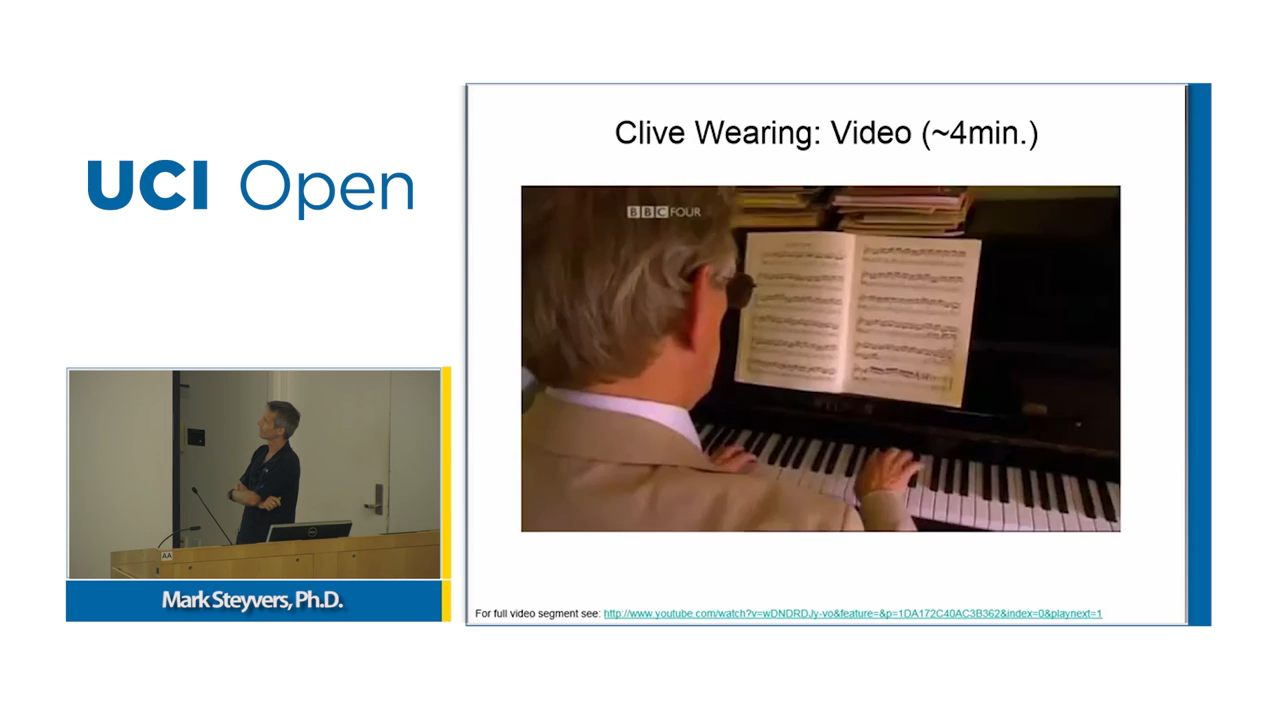 UCI Open
Clive Wearing: Video (~4min.)
BBC FOUR
AA
Mark Steyvers, Ph.D.
For full video segment see: http://www.youtube.com/watch?v=wDNDRDJy-vo&feature=&p=1DA172C40AC3B362&index=0&playnext=1